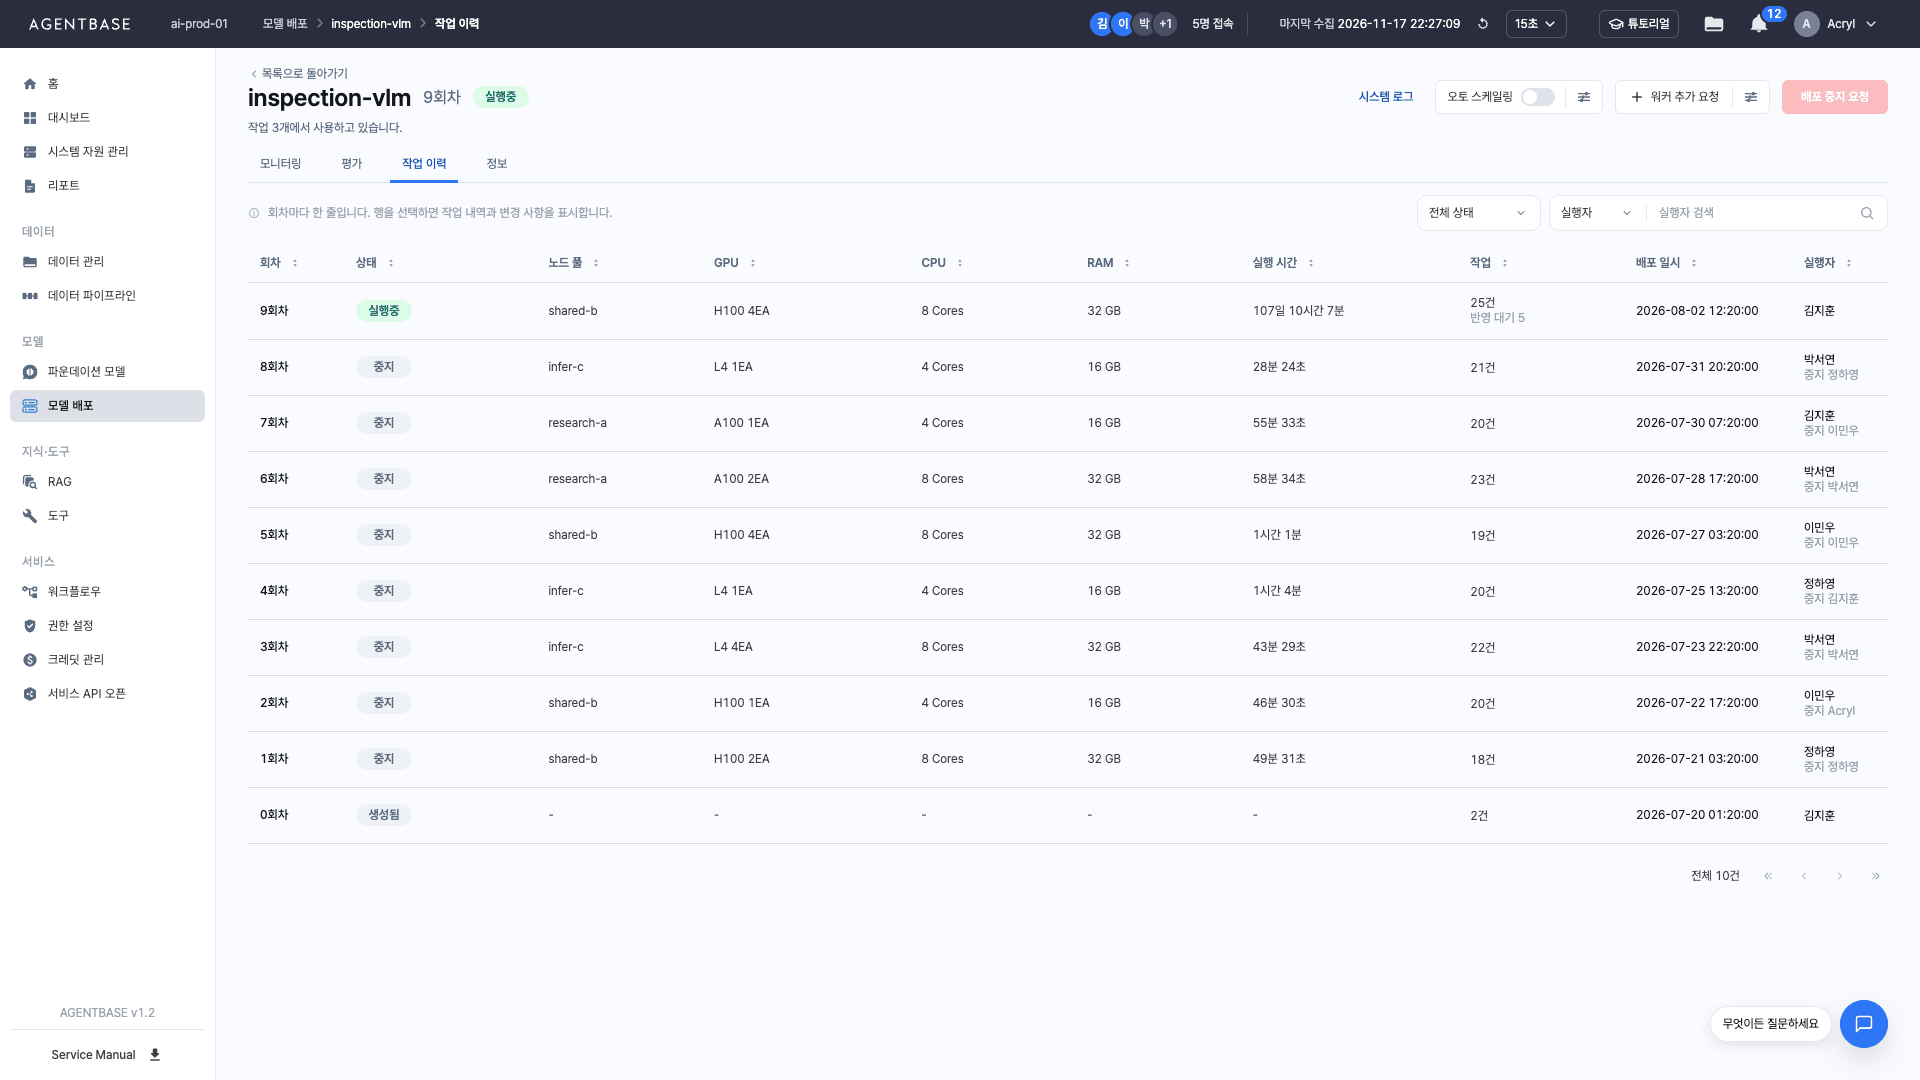 AGENTBASE
ai-prod-01
모델 배포 > inspection-vlm > 작업 이력
김 이 박 +1 5명 접속
마지막 수집 2026-11-17 22:27:09
15초
튜토리얼
12
A Acryl
홈
대시보드
시스템 자원 관리
리포트
데이터
데이터 관리
데이터 파이프라인
모델
파운데이션 모델
모델 배포
지식·도구
RAG
도구
서비스
워크플로우
권한 설정
크레딧 관리
서비스 API 오픈
AGENTBASE v1.2
Service Manual
목록으로 돌아가기
inspection-vlm 9회차 실행중
작업 3개에서 사용하고 있습니다.
시스템 로그
오토 스케일링
워커 추가 요청
배포 중지 요청
모니터링 평가 작업 이력 정보
회차마다 한 줄입니다. 행을 선택하면 작업 내역과 변경 사항을 표시합니다.
전체 상태
실행자
실행자 검색
회차 상태 노드 풀 GPU CPU RAM 실행 시간 작업 배포 일시 실행자
9회차 실행중 shared-b H100 4EA 8 Cores 32 GB 107일 10시간 7분 25건 2026-08-02 12:20:00 김지훈
반영 대기 5
8회차 중지 infer-c L4 1EA 4 Cores 16 GB 28분 24초 21건 2026-07-31 20:20:00 박서연
중지 정하영
7회차 중지 research-a A100 1EA 4 Cores 16 GB 55분 33초 20건 2026-07-30 07:20:00 김지훈
중지 이민우
6회차 중지 research-a A100 2EA 8 Cores 32 GB 58분 34초 23건 2026-07-28 17:20:00 박서연
중지 박서연
5회차 중지 shared-b H100 4EA 8 Cores 32 GB 1시간 1분 19건 2026-07-27 03:20:00 이민우
중지 이민우
4회차 중지 infer-c L4 1EA 4 Cores 16 GB 1시간 4분 20건 2026-07-25 13:20:00 정하영
중지 김지훈
3회차 중지 infer-c L4 4EA 8 Cores 32 GB 43분 29초 22건 2026-07-23 22:20:00 박서연
중지 박서연
2회차 중지 shared-b H100 1EA 4 Cores 16 GB 46분 30초 20건 2026-07-22 17:20:00 이민우
중지 Acryl
1회차 중지 shared-b H100 2EA 8 Cores 32 GB 49분 31초 18건 2026-07-21 03:20:00 정하영
중지 정하영
0회차 생성됨 - - - - - 2건 2026-07-20 01:20:00 김지훈
전체 10건
무엇이든 질문하세요